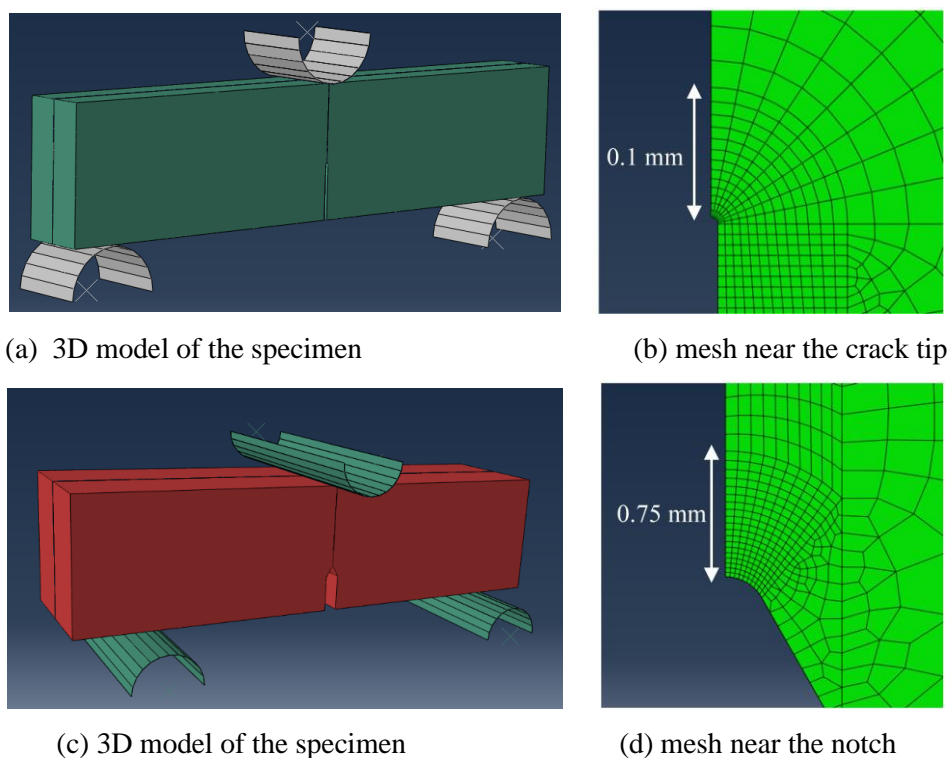 0.1 mm
(a) 3D model of the specimen
(b) mesh near the crack tip
0.75 mm
(c) 3D model of the specimen
(d) mesh near the notch